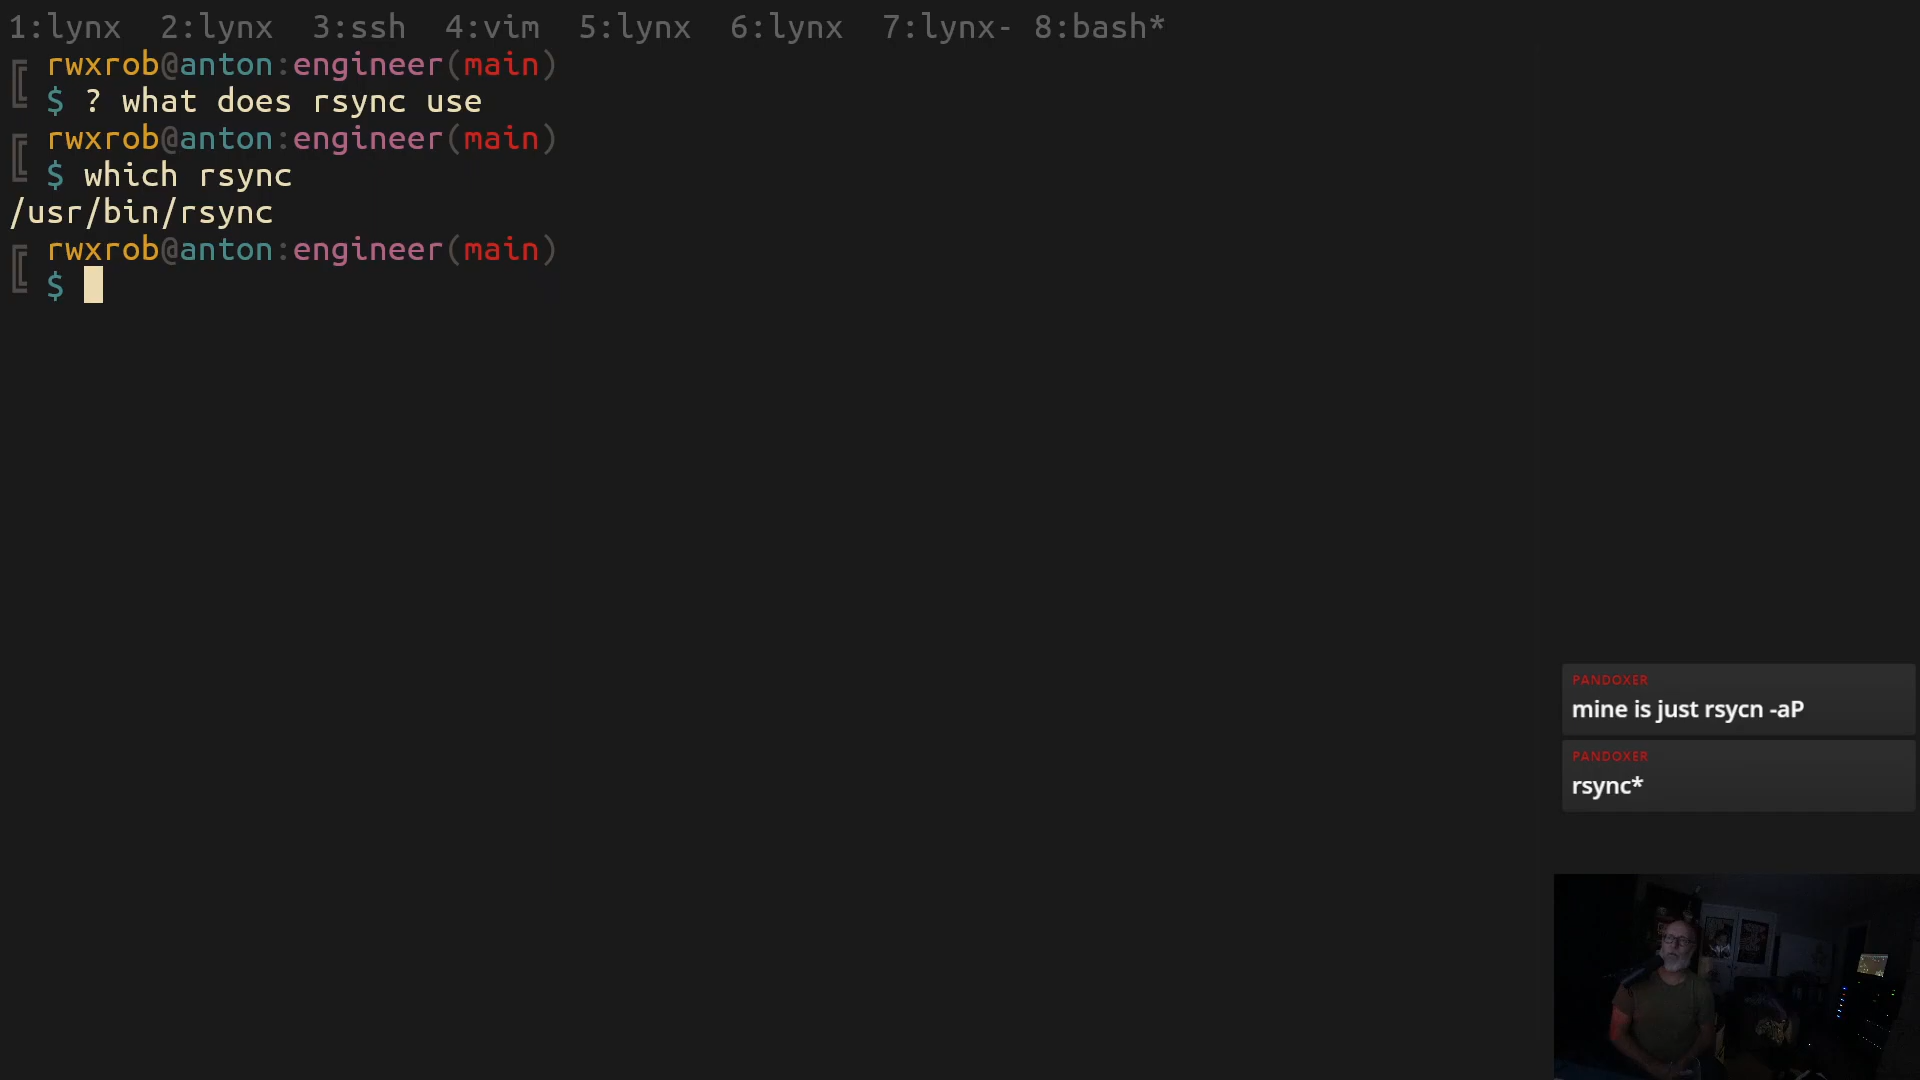 1:lynx  2:lynx  3:ssh  4:vim  5:lynx  6:lynx  7:lynx- 8:bash*
rwxrob@anton:engineer(main)
$ ? what does rsync use
rwxrob@anton:engineer(main)
$ which rsync
/usr/bin/rsync
rwxrob@anton:engineer(main)
$
PANDOXER
mine is just rsycn -aP
PANDOXER
rsync*